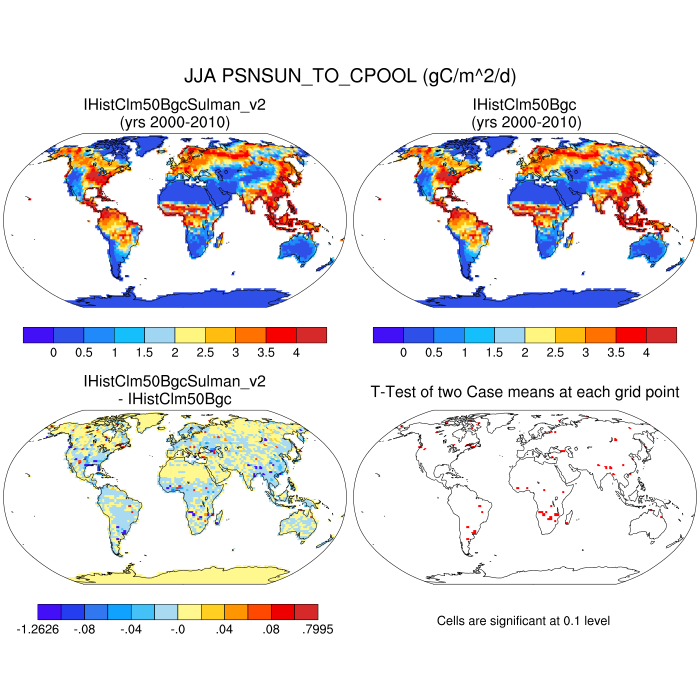 JJA PSNSUN_TO_CPOOL (gC/m^2/d)
IHistClm50BgcSulman_v2
(yrs 2000-2010)
IHistClm50Bgc
(yrs 2000-2010)
0 0.5 1 1.5 2 2.5 3 3.5 4
0 0.5 1 1.5 2 2.5 3 3.5 4
IHistClm50BgcSulman_v2
- IHistClm50Bgc
T-Test of two Case means at each grid point
-1.2626 -.08 -.04 -.0 .04 .08 .7995
Cells are significant at 0.1 level